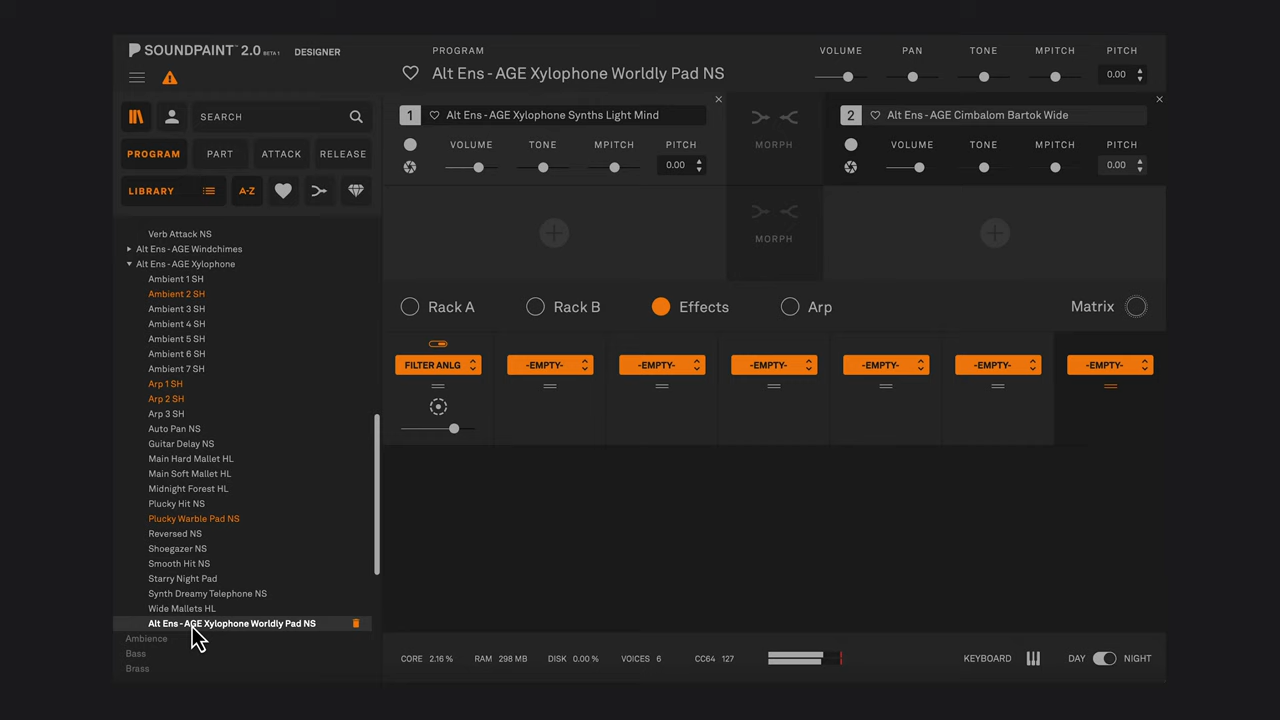 SOUNDPAINT™ 2.0 BETA 1 DESIGNER
PROGRAM
Alt Ens - AGE Xylophone Worldly Pad NS
VOLUME PAN TONE MPITCH PITCH
0.00
SEARCH
PROGRAM PART ATTACK RELEASE
LIBRARY A-Z
1 Alt Ens - AGE Xylophone Synths Light Mind
VOLUME TONE MPITCH PITCH
0.00
MORPH
2 Alt Ens - AGE Cimbalom Bartok Wide
VOLUME TONE MPITCH PITCH
0.00
MORPH
Verb Attack NS
Alt Ens - AGE Windchimes
Alt Ens - AGE Xylophone
Ambient 1 SH
Ambient 2 SH
Ambient 3 SH
Ambient 4 SH
Ambient 5 SH
Ambient 6 SH
Ambient 7 SH
Arp 1 SH
Arp 2 SH
Arp 3 SH
Auto Pan NS
Guitar Delay NS
Main Hard Mallet HL
Main Soft Mallet HL
Midnight Forest HL
Plucky Hit NS
Plucky Warble Pad NS
Reversed NS
Shoegazer NS
Smooth Hit NS
Starry Night Pad
Synth Dreamy Telephone NS
Wide Mallets HL
Alt Ens - AGE Xylophone Worldly Pad NS
Ambience
Bass
Brass
Rack A Rack B Effects Arp Matrix
FILTER ANLG -EMPTY- -EMPTY- -EMPTY- -EMPTY- -EMPTY- -EMPTY-
CORE 2.16 % RAM 298 MB DISK 0.00 % VOICES 6 CC64 127
KEYBOARD DAY NIGHT